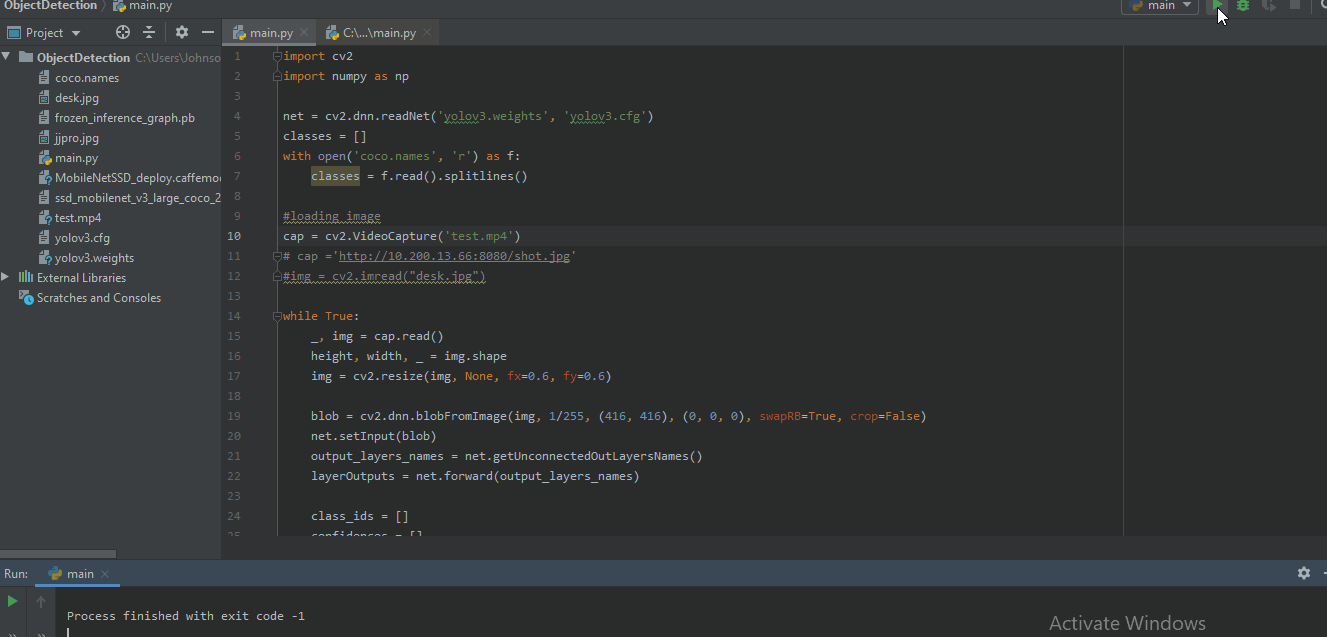 ObjectDetection main.py
main
Project
main.py C:\...\main.py
ObjectDetection C:\Users\Johnso
coco.names
desk.jpg
frozen_inference_graph.pb
jjpro.jpg
main.py
MobileNetSSD_deploy.caffemo
ssd_mobilenet_v3_large_coco_2
test.mp4
yolov3.cfg
yolov3.weights
External Libraries
Scratches and Consoles
1 import cv2
2 import numpy as np
3
4 net = cv2.dnn.readNet('yolov3.weights', 'yolov3.cfg')
5 classes = []
6 with open('coco.names', 'r') as f:
7 classes = f.read().splitlines()
8
9 #loading image
10 cap = cv2.VideoCapture('test.mp4')
11 # cap ='http://10.200.13.66:8080/shot.jpg'
12 #img = cv2.imread("desk.jpg")
13
14 while True:
15 _, img = cap.read()
16 height, width, _ = img.shape
17 img = cv2.resize(img, None, fx=0.6, fy=0.6)
18
19 blob = cv2.dnn.blobFromImage(img, 1/255, (416, 416), (0, 0, 0), swapRB=True, crop=False)
20 net.setInput(blob)
21 output_layers_names = net.getUnconnectedOutLayersNames()
22 layerOutputs = net.forward(output_layers_names)
23
24 class_ids = []
25 confidences = []
Run: main
Process finished with exit code -1
Activate Windows